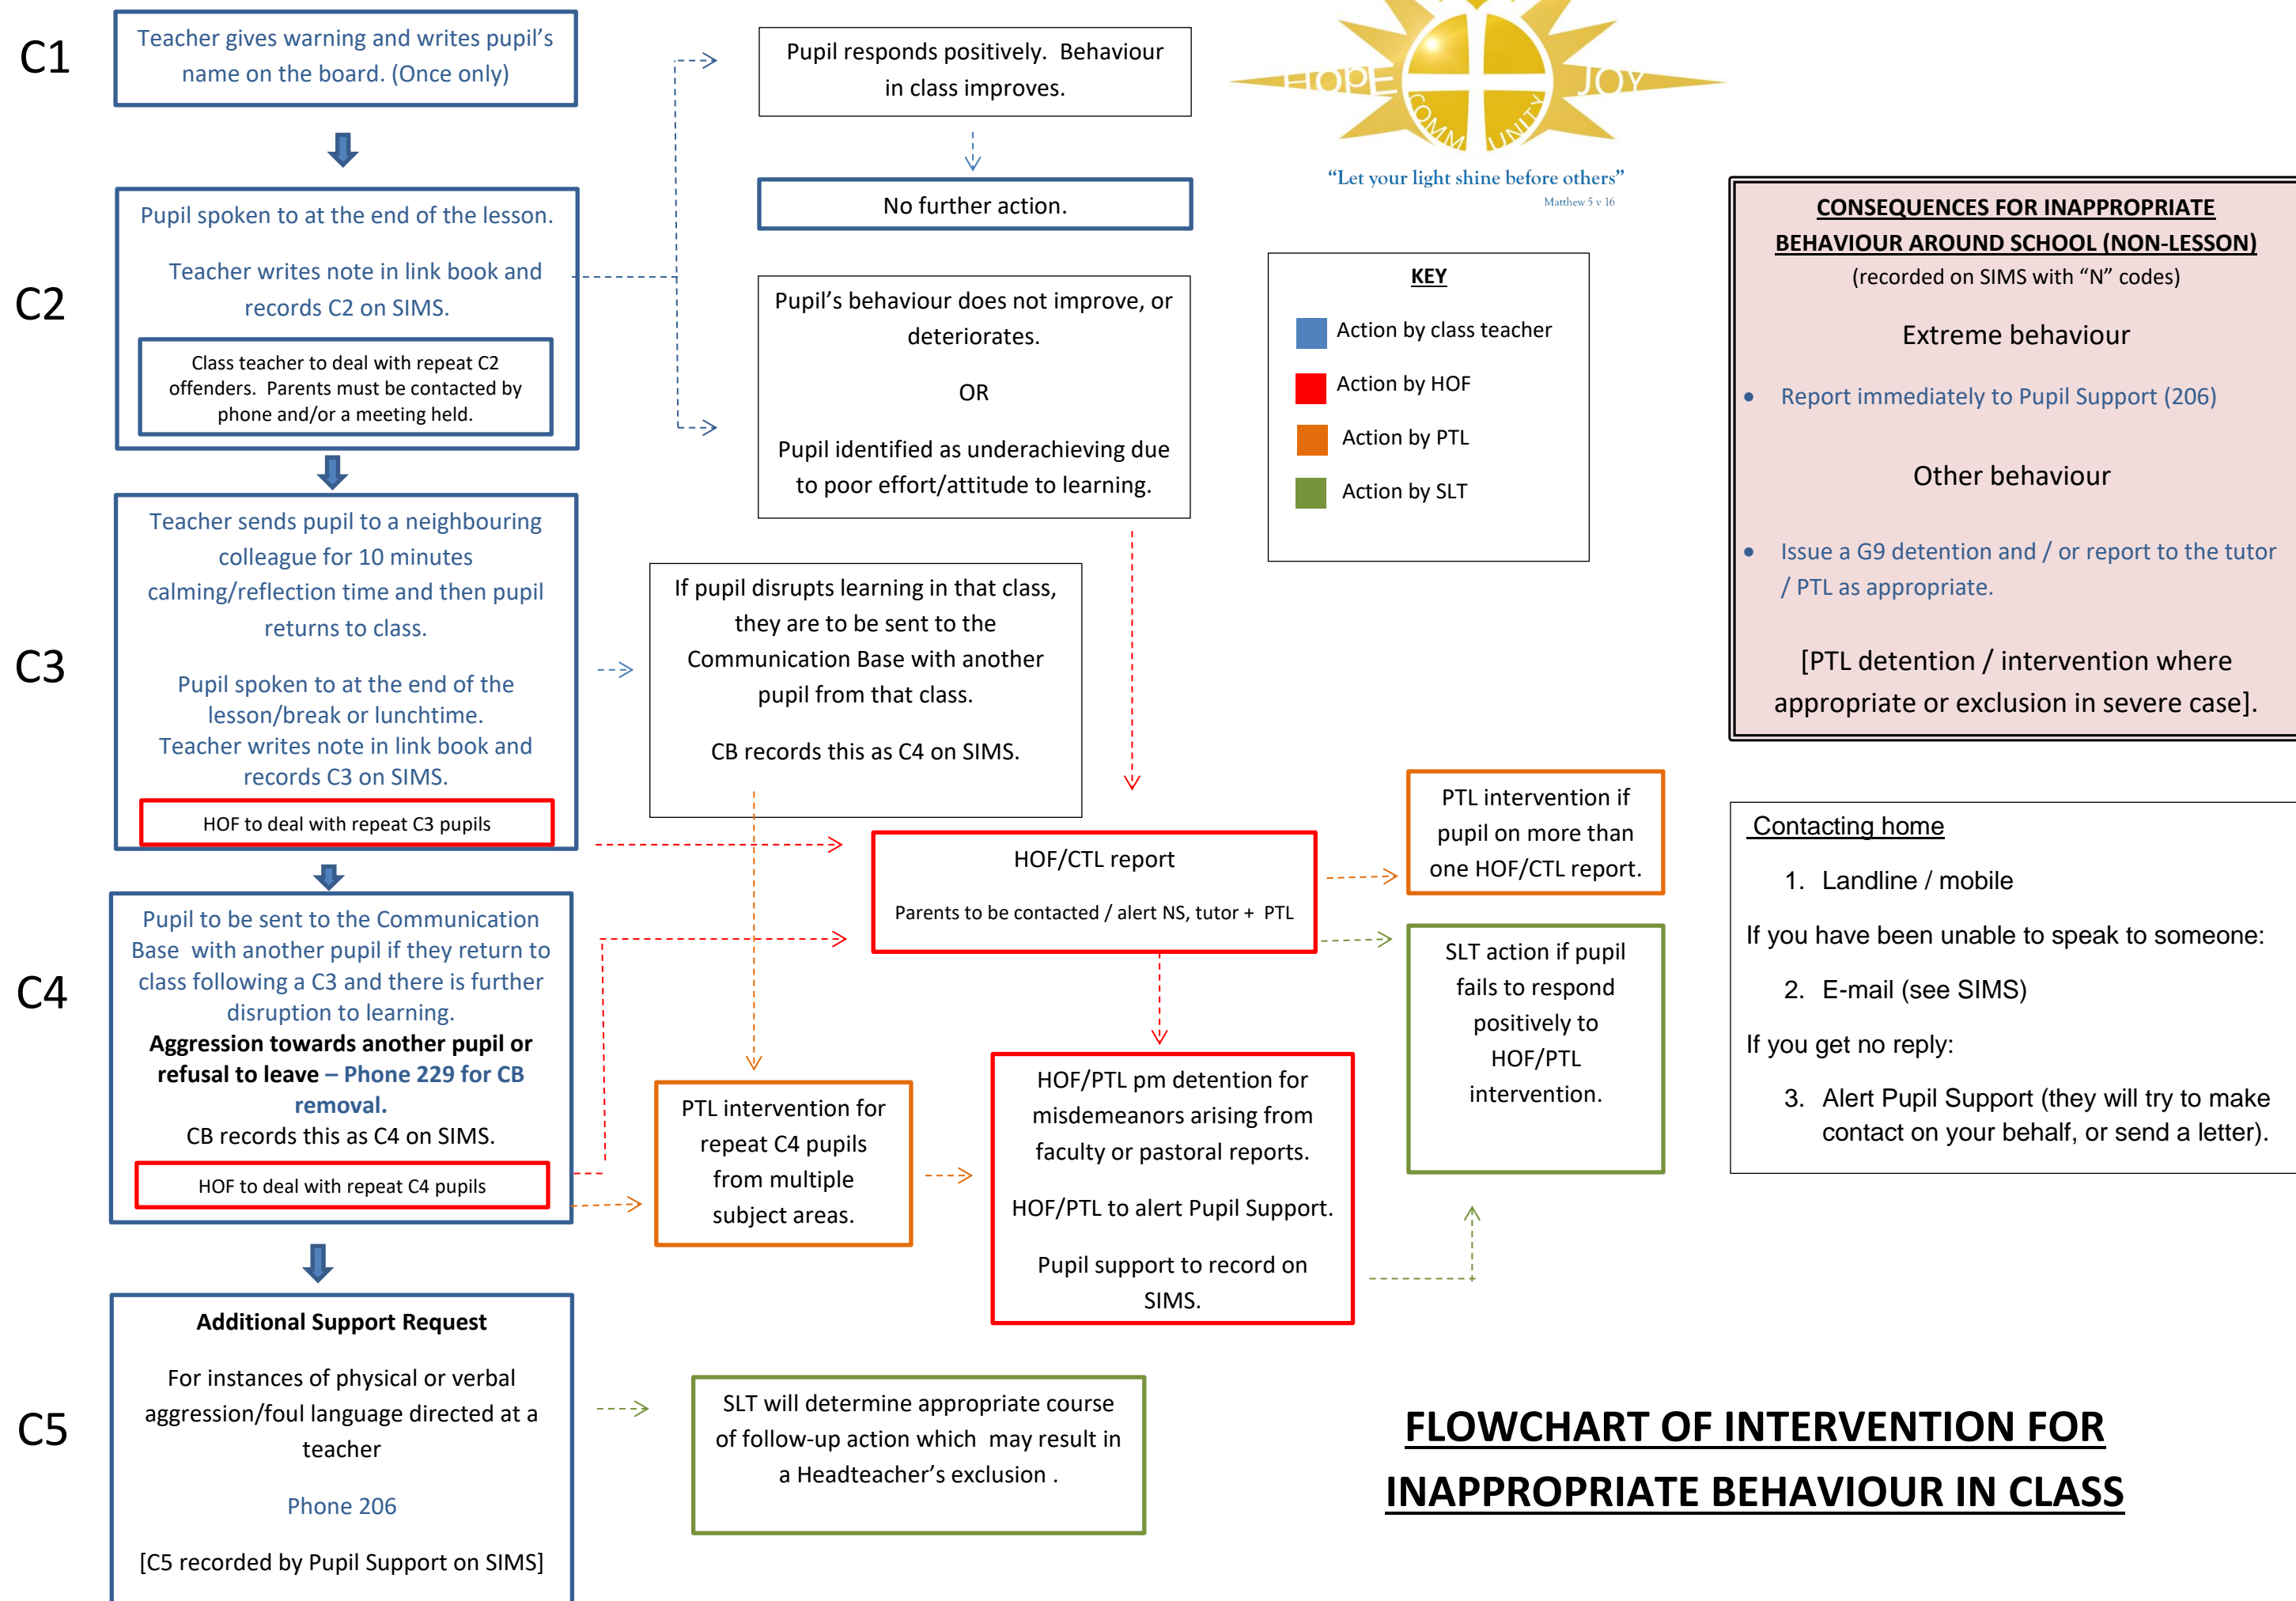 C1
Teacher gives warning and writes pupil’s
name on the board. (Once only)
C2
Pupil spoken to at the end of the lesson.
Teacher writes note in link book and
records C2 on SIMS.
Class teacher to deal with repeat C2
offenders. Parents must be contacted by
phone and/or a meeting held.
C3
Teacher sends pupil to a neighbouring
colleague for 10 minutes
calming/reflection time and then pupil
returns to class.
Pupil spoken to at the end of the
lesson/break or lunchtime.
Teacher writes note in link book and
records C3 on SIMS.
HOF to deal with repeat C3 pupils
C4
Pupil to be sent to the Communication
Base with another pupil if they return to
class following a C3 and there is further
disruption to learning.
Aggression towards another pupil or
refusal to leave – Phone 229 for CB
removal.
CB records this as C4 on SIMS.
HOF to deal with repeat C4 pupils
C5
Additional Support Request
For instances of physical or verbal
aggression/foul language directed at a
teacher
Phone 206
[C5 recorded by Pupil Support on SIMS]
Pupil responds positively. Behaviour
in class improves.
No further action.
Pupil’s behaviour does not improve, or
deteriorates.
OR
Pupil identified as underachieving due
to poor effort/attitude to learning.
If pupil disrupts learning in that class,
they are to be sent to the
Communication Base with another
pupil from that class.
CB records this as C4 on SIMS.
HOF/CTL report
Parents to be contacted / alert NS, tutor + PTL
PTL intervention if
pupil on more than
one HOF/CTL report.
SLT action if pupil
fails to respond
positively to
HOF/PTL
intervention.
PTL intervention for
repeat C4 pupils
from multiple
subject areas.
HOF/PTL pm detention for
misdemeanors arising from
faculty or pastoral reports.
HOF/PTL to alert Pupil Support.
Pupil support to record on
SIMS.
SLT will determine appropriate course
of follow-up action which may result in
a Headteacher’s exclusion .
HOPE
JOY
COMMUNITY
“Let your light shine before others”
Matthew 5 v 16
KEY
Action by class teacher
Action by HOF
Action by PTL
Action by SLT
CONSEQUENCES FOR INAPPROPRIATE
BEHAVIOUR AROUND SCHOOL (NON-LESSON)
(recorded on SIMS with “N” codes)
Extreme behaviour
• Report immediately to Pupil Support (206)
Other behaviour
• Issue a G9 detention and / or report to the tutor
/ PTL as appropriate.
[PTL detention / intervention where
appropriate or exclusion in severe case].
Contacting home
1. Landline / mobile
If you have been unable to speak to someone:
2. E-mail (see SIMS)
If you get no reply:
3. Alert Pupil Support (they will try to make
contact on your behalf, or send a letter).
FLOWCHART OF INTERVENTION FOR
INAPPROPRIATE BEHAVIOUR IN CLASS